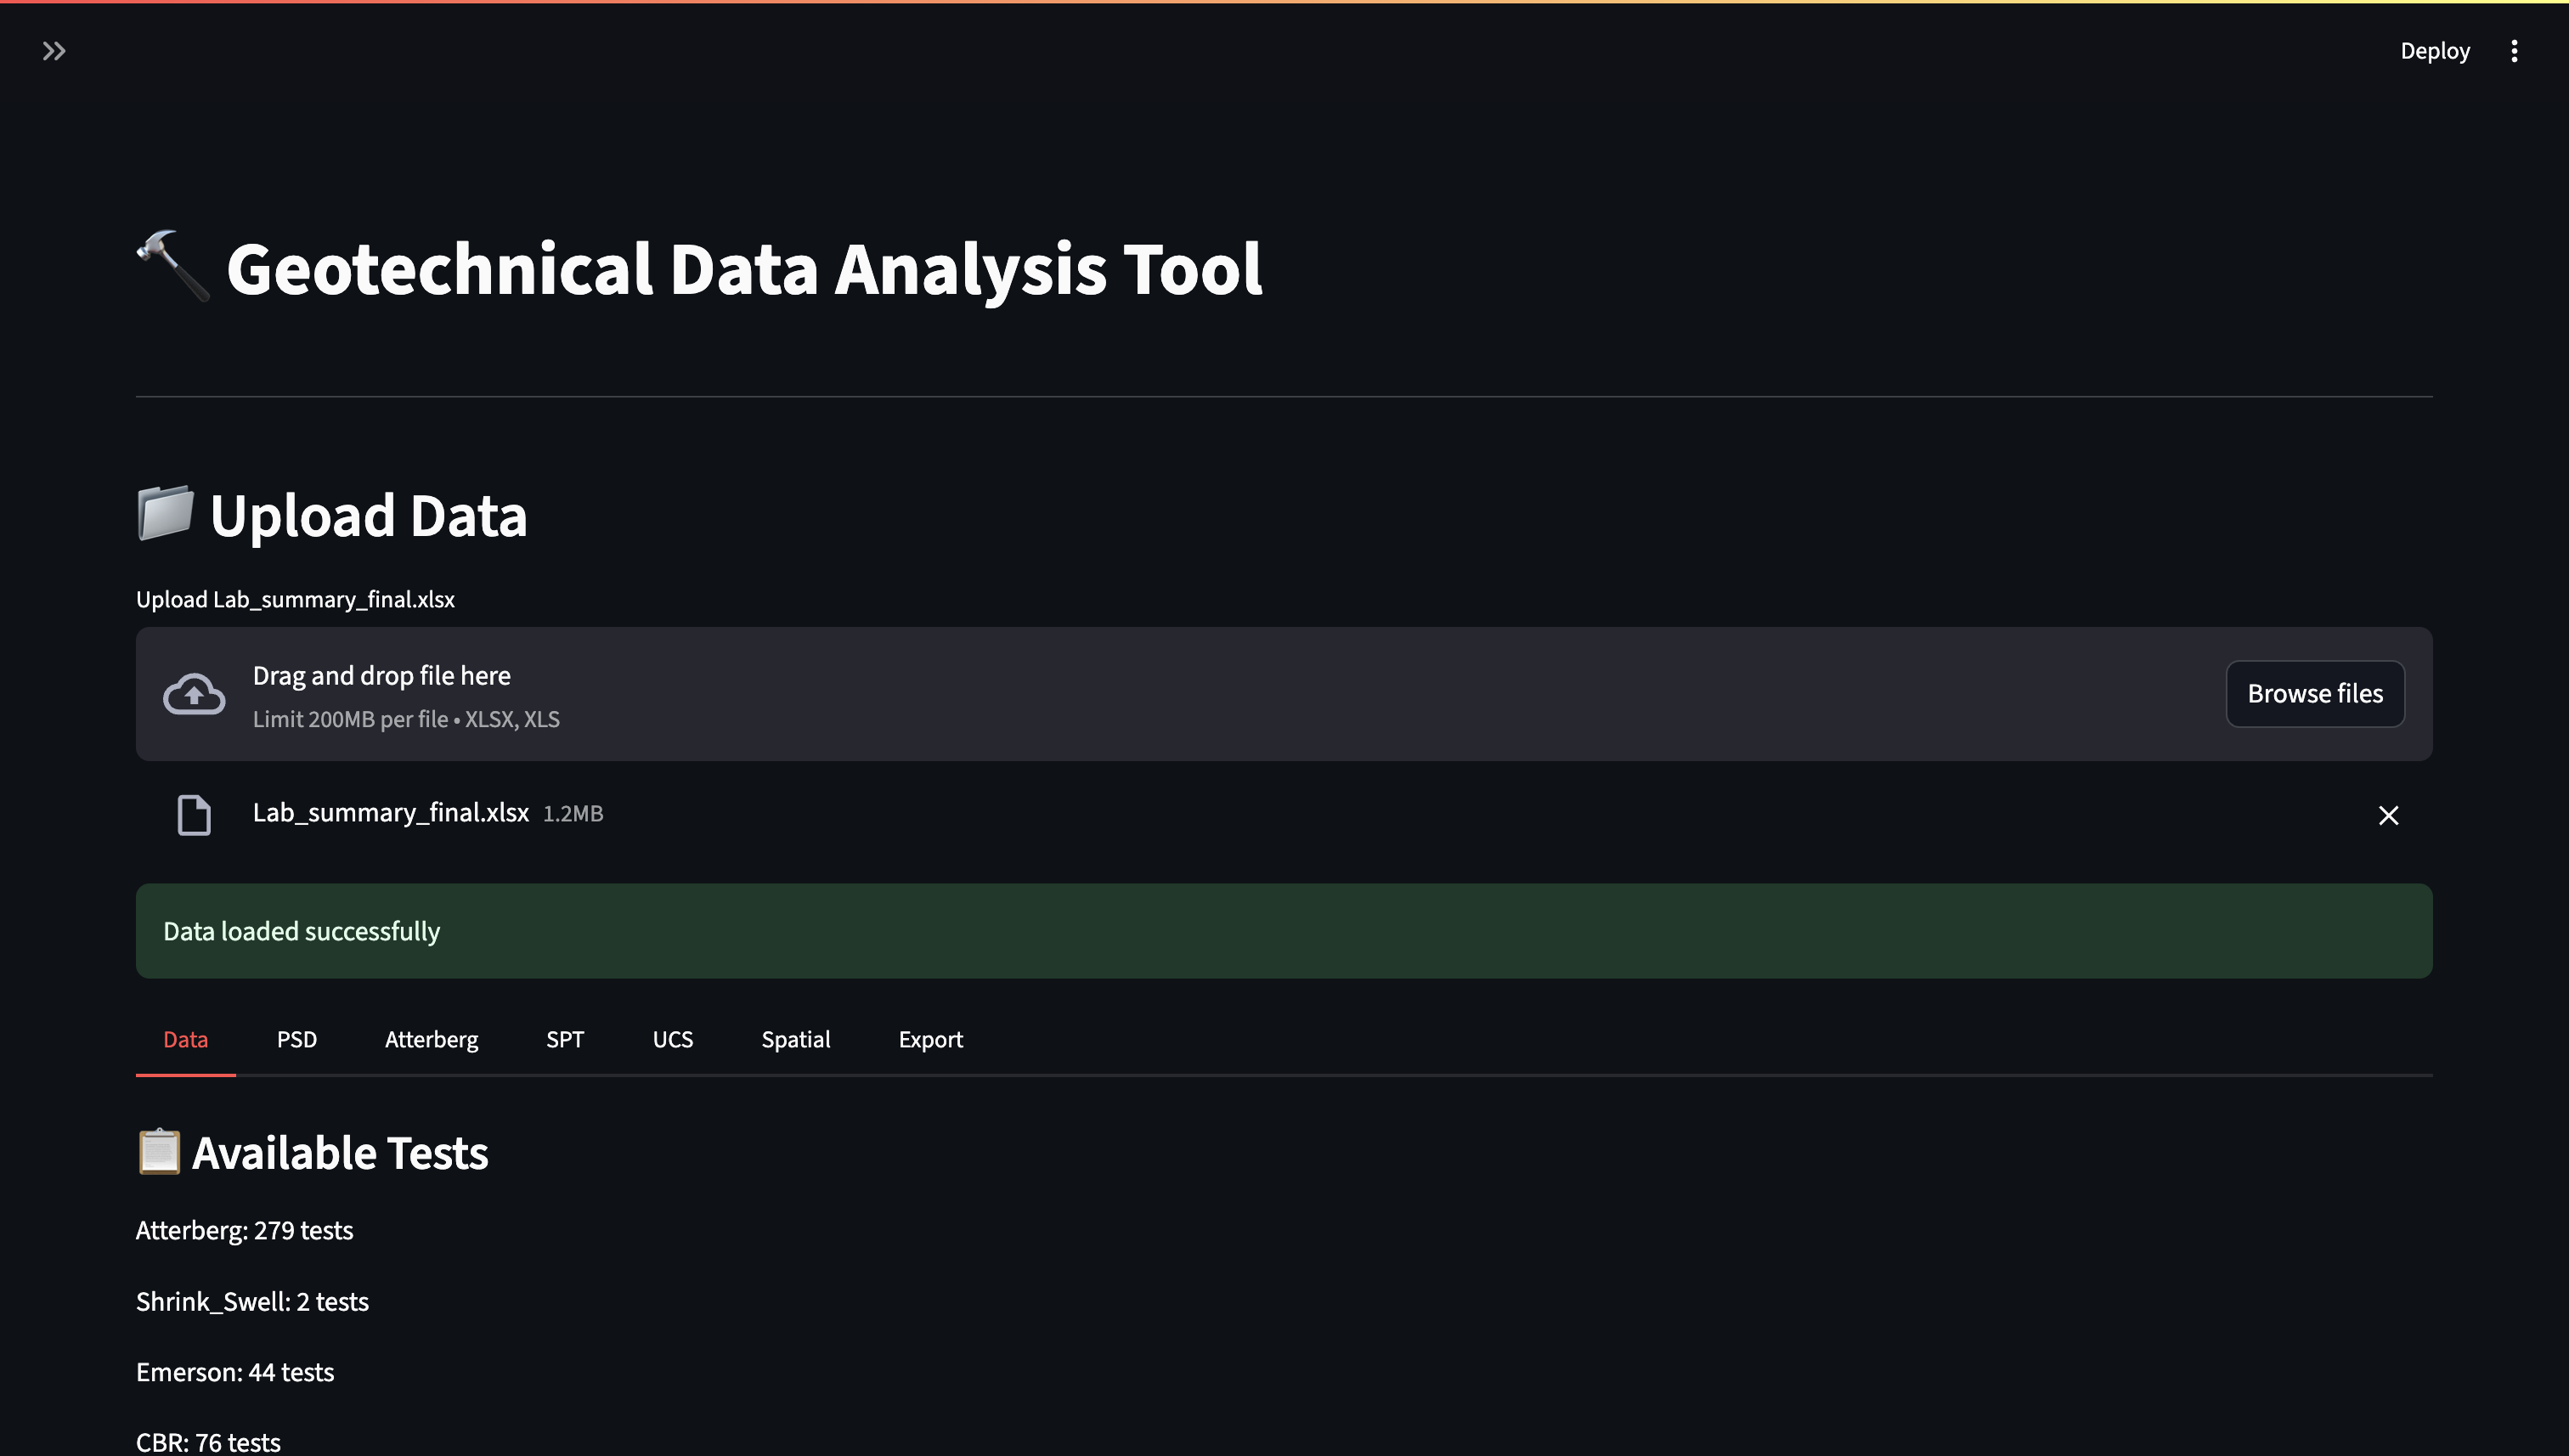 Deploy
Geotechnical Data Analysis Tool
Upload Data
Upload Lab_summary_final.xlsx
Drag and drop file here
Limit 200MB per file • XLSX, XLS
Browse files
Lab_summary_final.xlsx 1.2MB
Data loaded successfully
Data PSD Atterberg SPT UCS Spatial Export
Available Tests
Atterberg: 279 tests
Shrink_Swell: 2 tests
Emerson: 44 tests
CBR: 76 tests